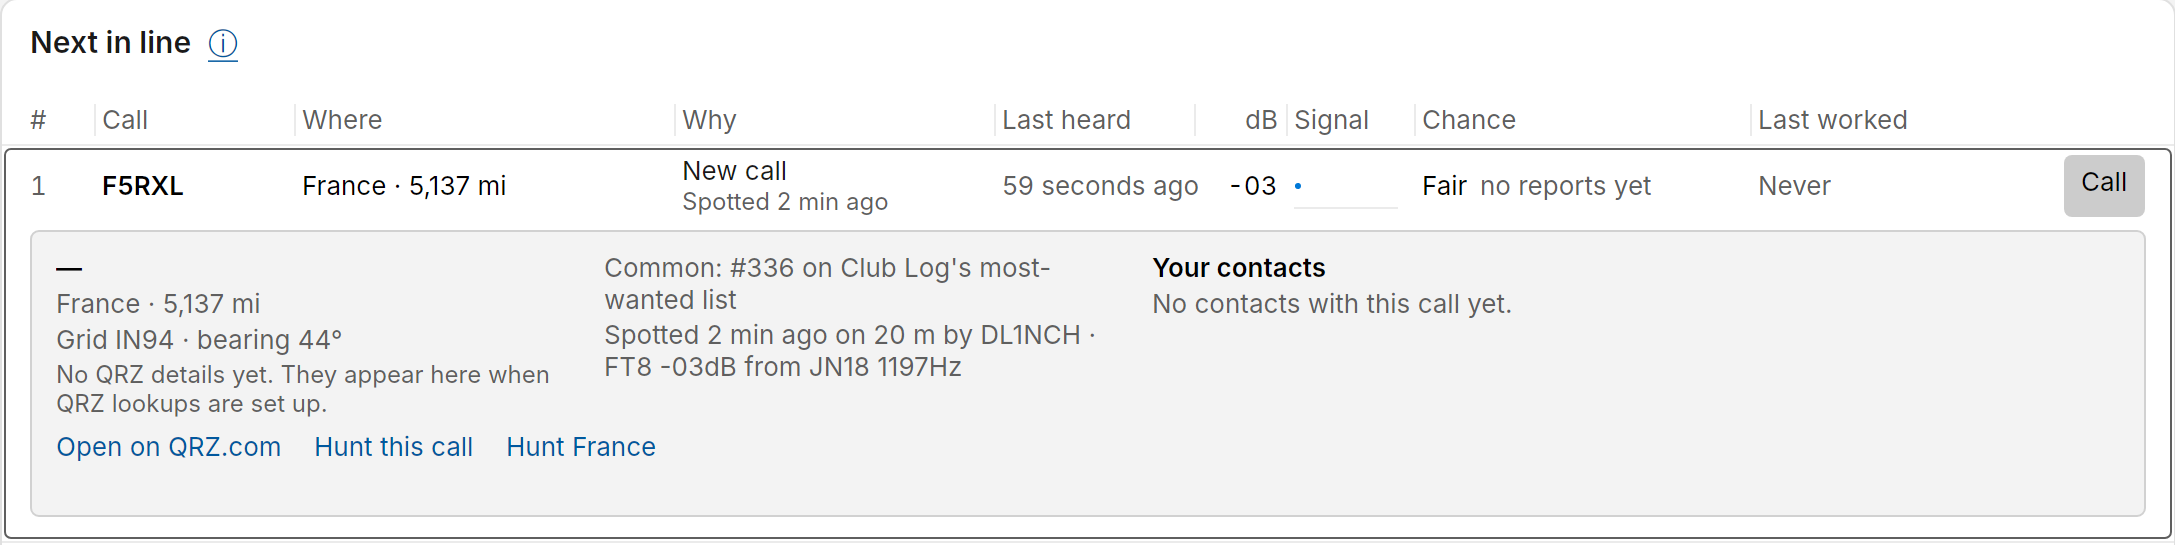 Next in line ⓘ
# Call Where Why Last heard dB Signal Chance Last worked
1 F5RXL France · 5,137 mi New call 59 seconds ago -03 Fair no reports yet Never Call
Spotted 2 min ago
—
France · 5,137 mi
Grid IN94 · bearing 44°
No QRZ details yet. They appear here when
QRZ lookups are set up.
Common: #336 on Club Log's most-
wanted list
Spotted 2 min ago on 20 m by DL1NCH ·
FT8 -03dB from JN18 1197Hz
Your contacts
No contacts with this call yet.
Open on QRZ.com Hunt this call Hunt France